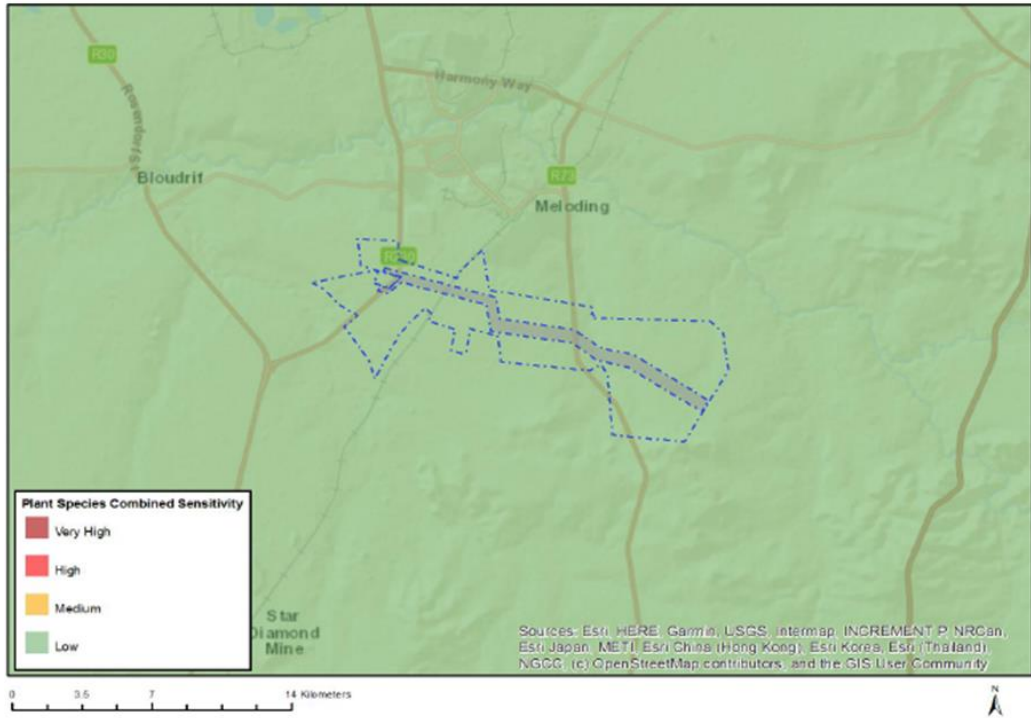 R30
Harmony Way
Rosenhof St
Bloudrif
R73
Meloding
Plant Species Combined Sensitivity
Very High
High
Medium
Low
Star
Diamond
Mine
Sources: Esri, HERE, Garmin, USGS, Intermap, INCREMENT P, NRCan,
Esri Japan, METI, Esri China (Hong Kong), Esri Korea, Esri (Thailand),
NGCC, (c) OpenStreetMap contributors, and the GIS User Community
0 3.5 7 14 Kilometers
N